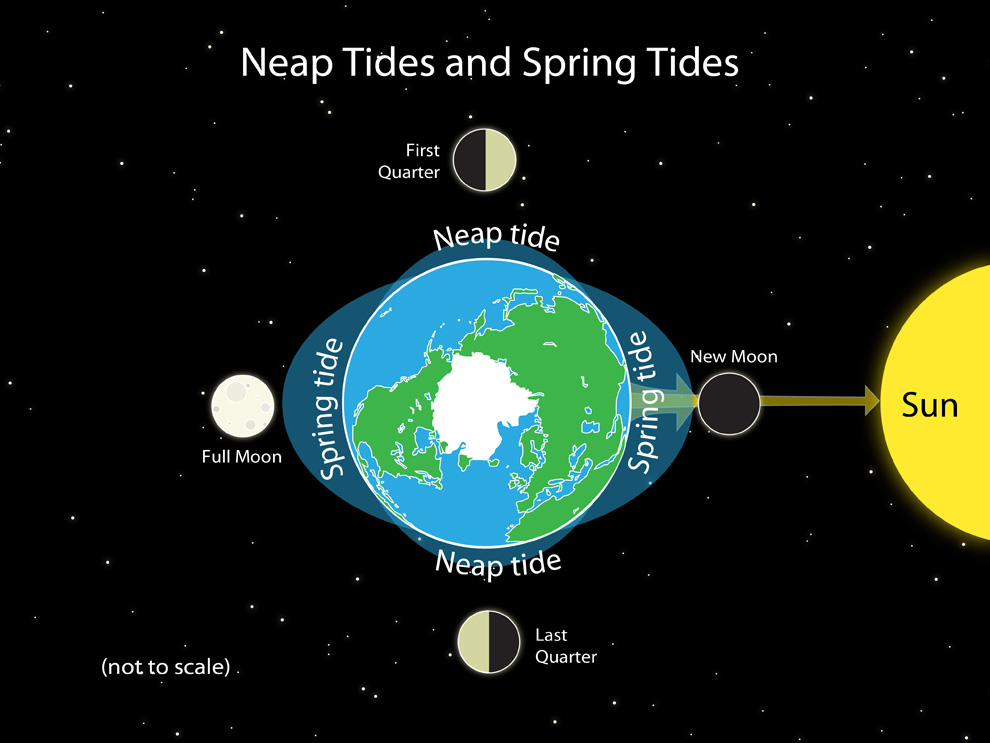 Neap Tides and Spring Tides
First
Quarter
Neap tide
Spring tide
Spring tide
New Moon
Sun
Full Moon
Neap tide
Last
Quarter
(not to scale)